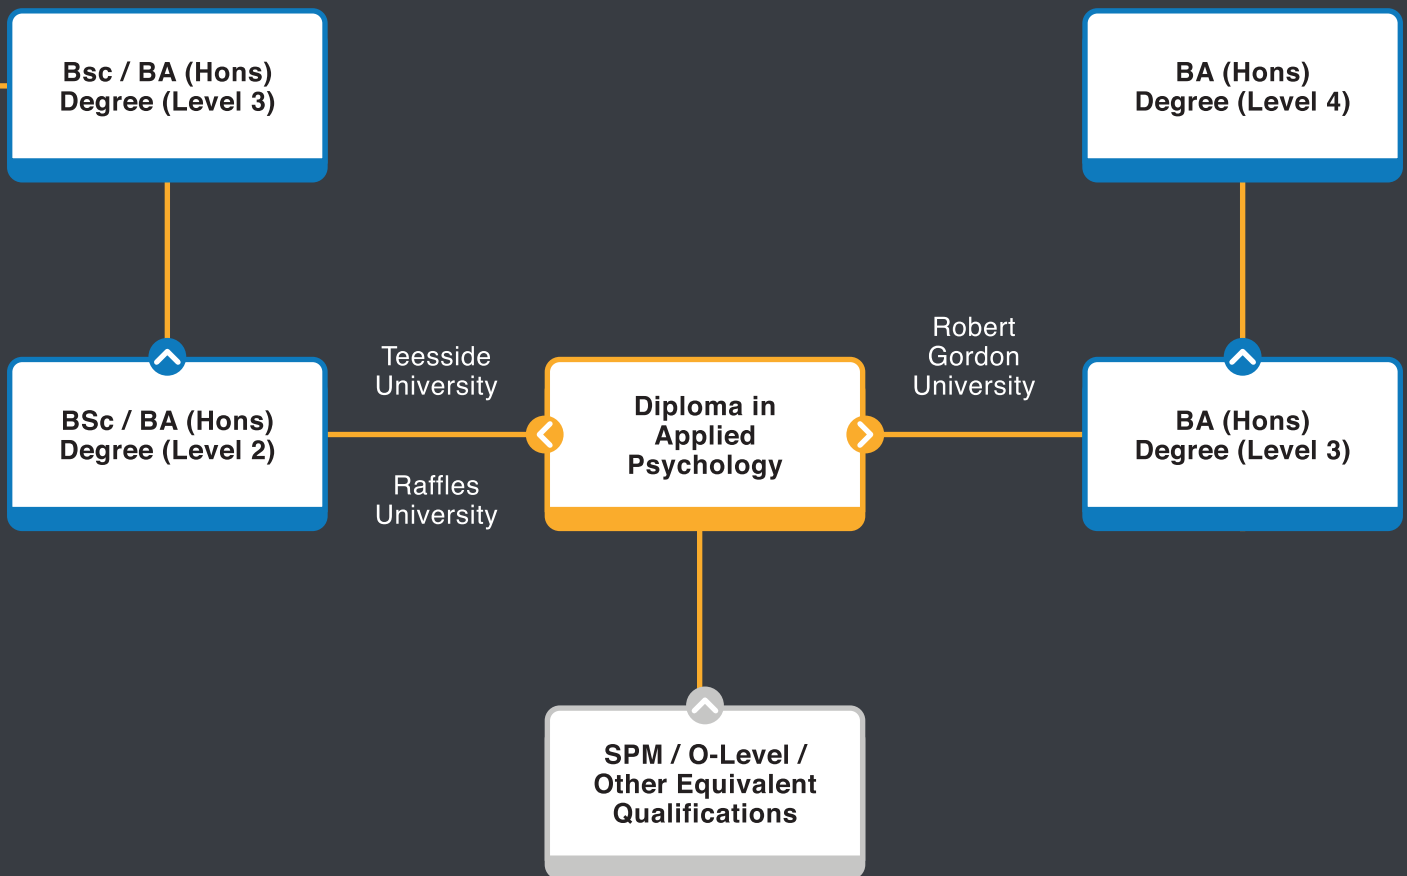 Bsc / BA (Hons)
Degree (Level 3)
BA (Hons)
Degree (Level 4)
BSc / BA (Hons)
Degree (Level 2)
Teesside
University
Raffles
University
Diploma in
Applied
Psychology
Robert
Gordon
University
BA (Hons)
Degree (Level 3)
SPM / O-Level /
Other Equivalent
Qualifications